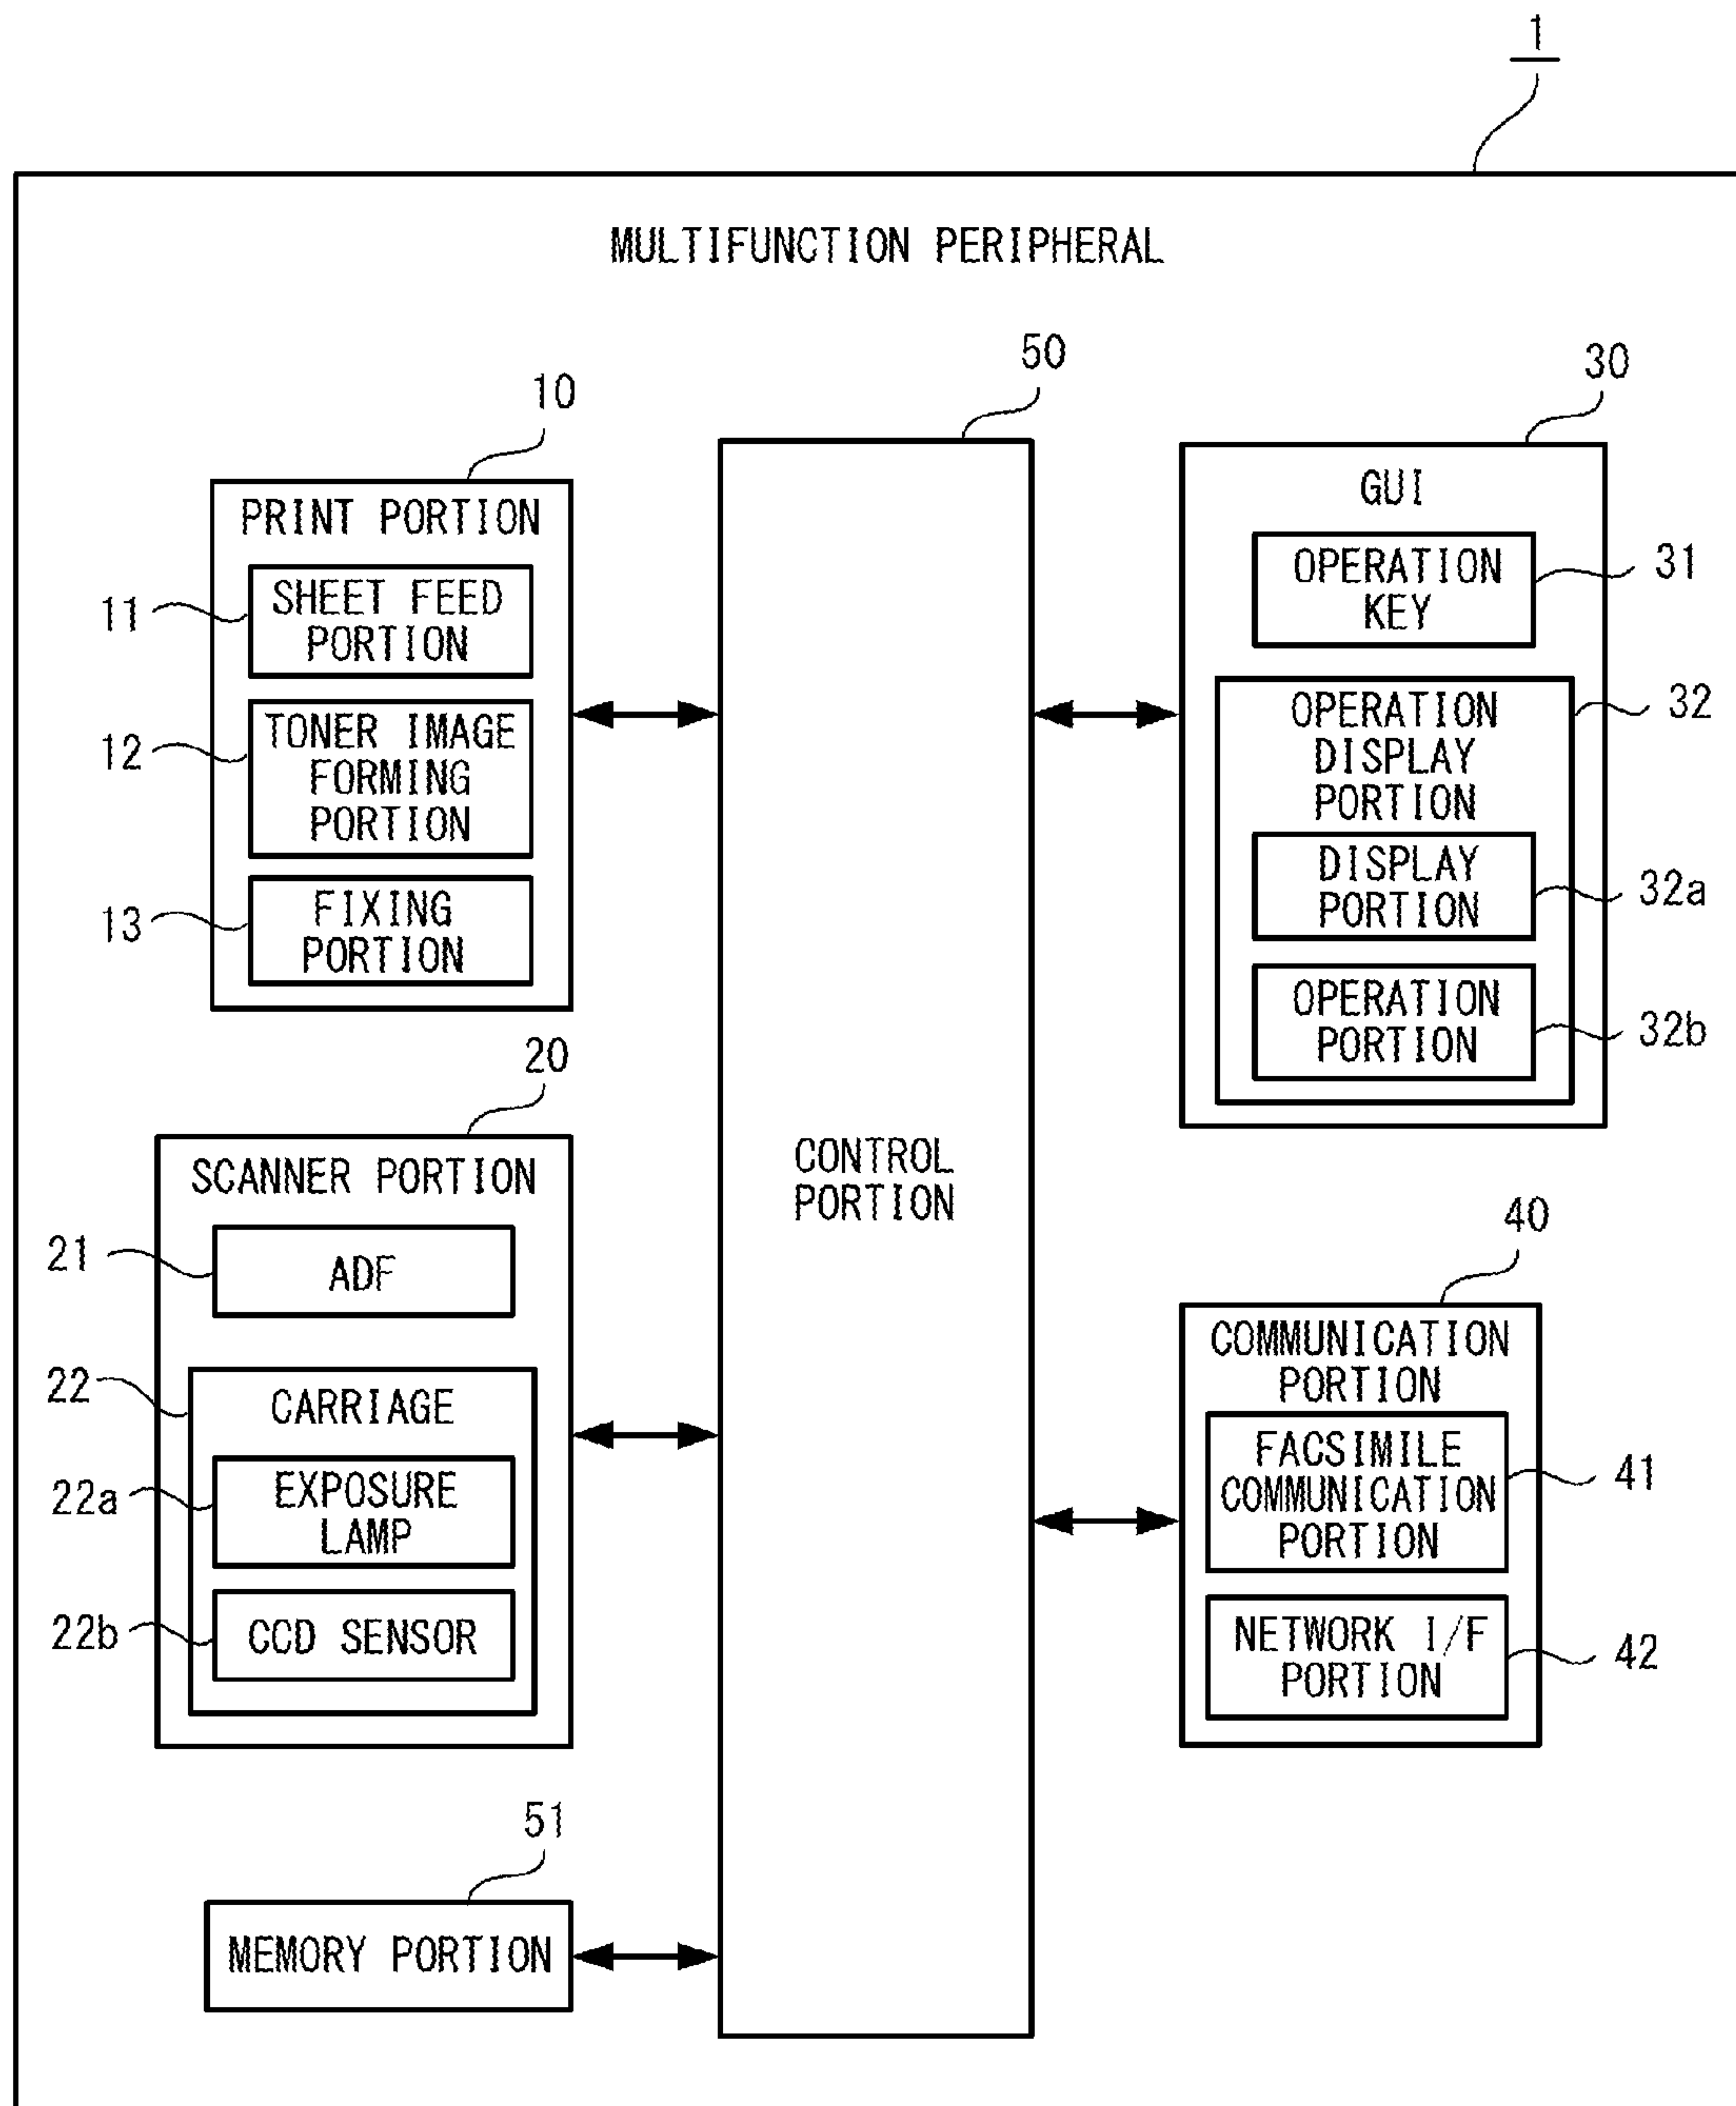 1
MULTIFUNCTION PERIPHERAL
10
PRINT PORTION
11
SHEET FEED
PORTION
12
TONER IMAGE
FORMING
PORTION
13
FIXING
PORTION
20
SCANNER PORTION
21
ADF
22
CARRIAGE
22a
EXPOSURE
LAMP
22b
CCD SENSOR
51
MEMORY PORTION
50
CONTROL
PORTION
30
GUI
OPERATION
KEY
31
OPERATION
DISPLAY
PORTION
32
DISPLAY
PORTION
32a
OPERATION
PORTION
32b
40
COMMUNICATION
PORTION
FACSIMILE
COMMUNICATION
PORTION
41
NETWORK I/F
PORTION
42